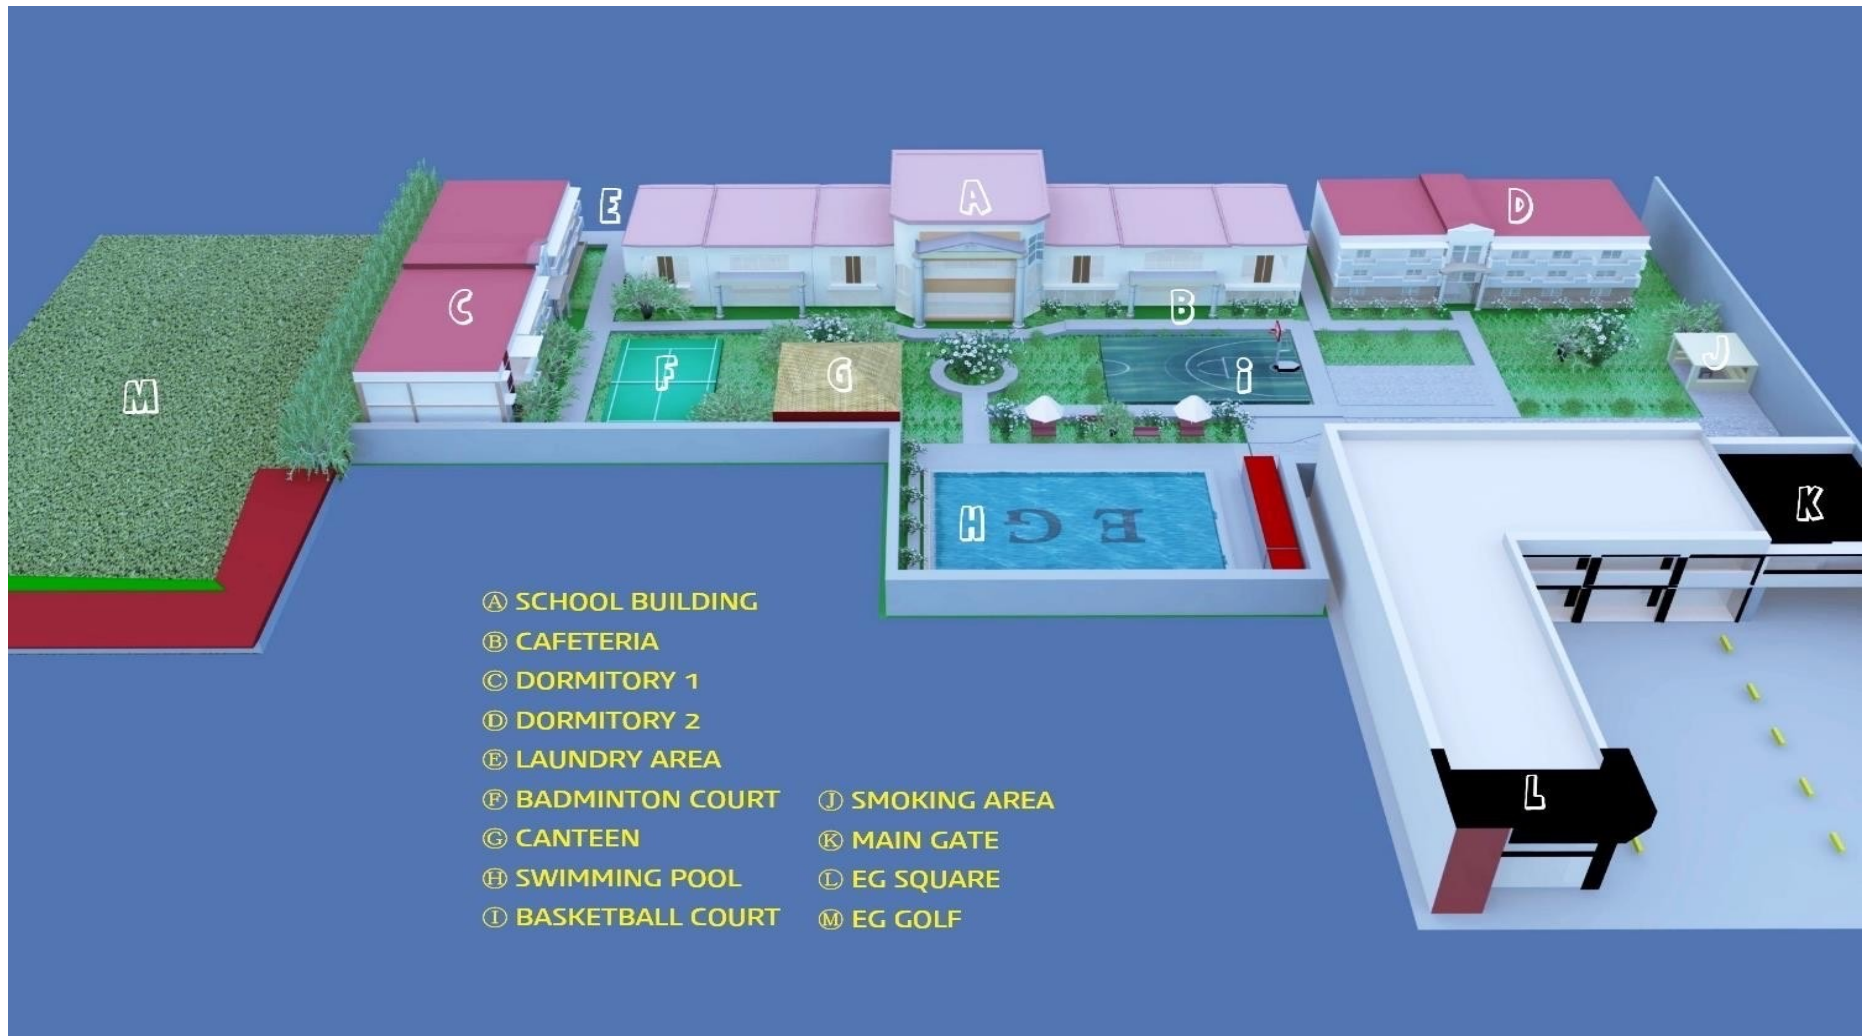 E
A
D
C
B
J
F
G
i
M
K
H
E G
L
Ⓐ SCHOOL BUILDING
Ⓑ CAFETERIA
Ⓒ DORMITORY 1
Ⓓ DORMITORY 2
Ⓔ LAUNDRY AREA
Ⓕ BADMINTON COURT
Ⓖ CANTEEN
Ⓗ SWIMMING POOL
Ⓘ BASKETBALL COURT
Ⓙ SMOKING AREA
Ⓚ MAIN GATE
Ⓛ EG SQUARE
Ⓜ EG GOLF